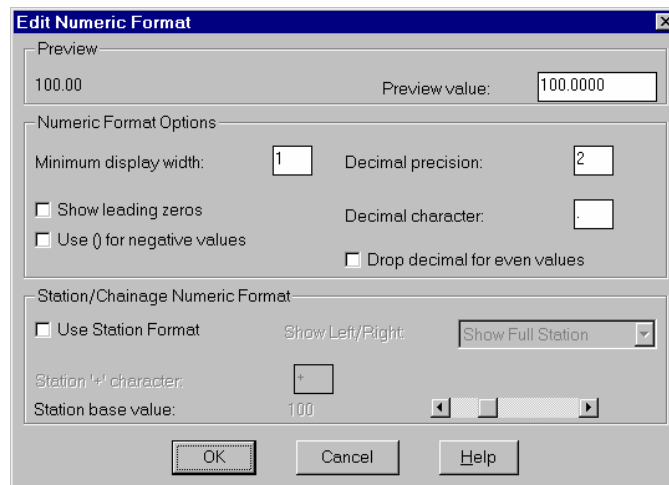 Edit Numeric Format
Preview
100.00
Preview value: 100.0000
Numeric Format Options
Minimum display width: 1 Decimal precision: 2
Show leading zeros
Decimal character: .
Use () for negative values
Drop decimal for even values
Station/Chainage Numeric Format
Use Station Format Show Left/Right: Show Full Station
Station '+' character: +
Station base value: 100
OK Cancel Help